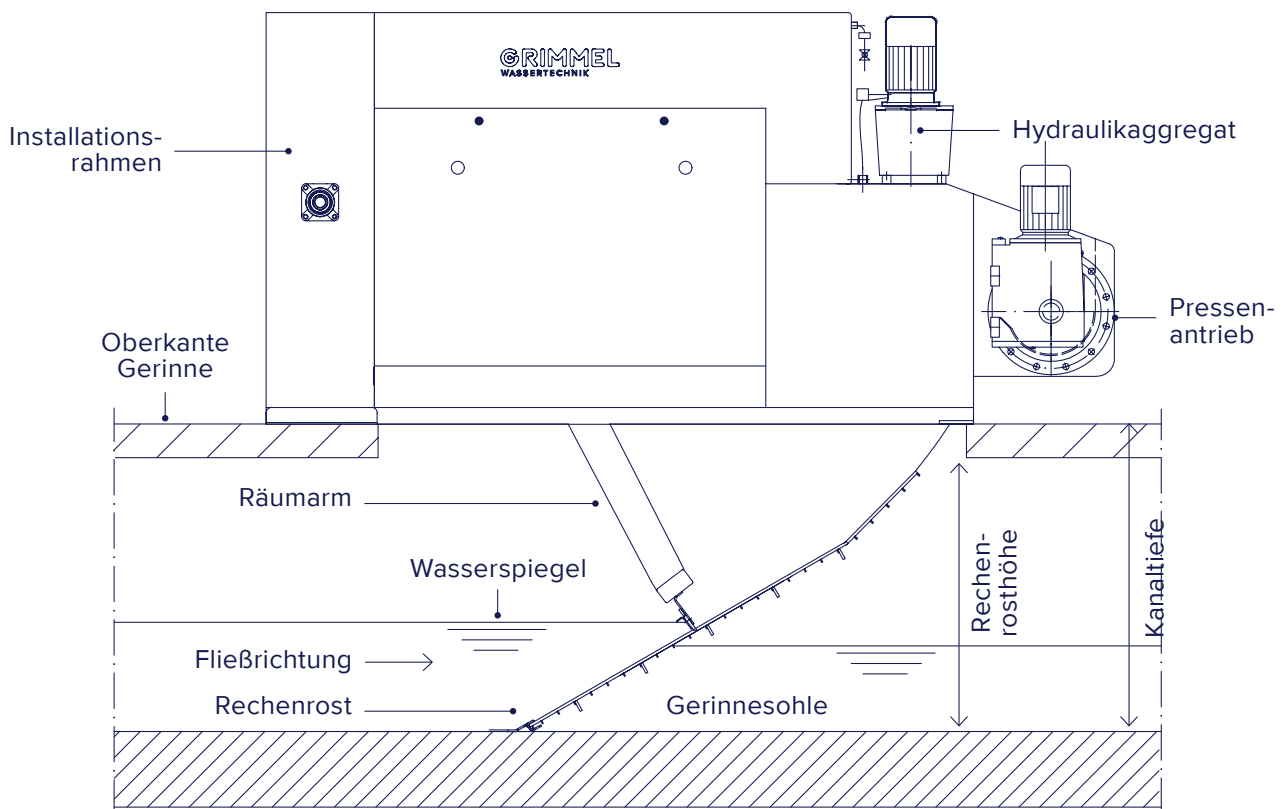 GRIMMEL
WASSERTECHNIK
Installations-
rahmen
Hydraulikaggregat
Pressen-
antrieb
Oberkante
Gerinne
Räumarm
Wasserspiegel
Fließrichtung
Rechenrost
Gerinnesohle
Rechen-
rosthöhe
Kanaltiefe